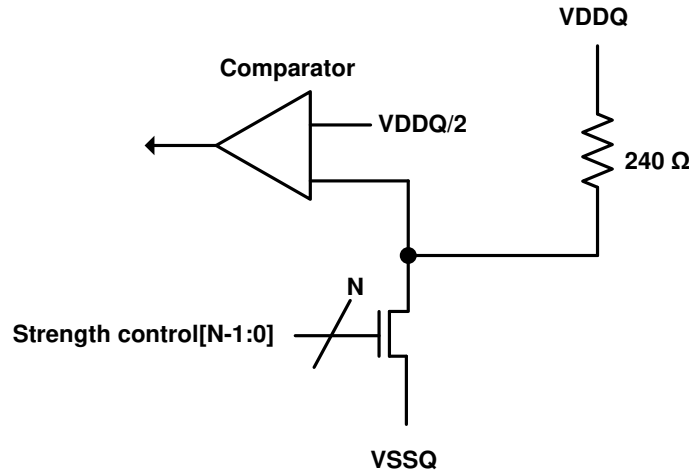 VDDQ
Comparator
VDDQ/2
240 Ω
N
Strength control[N-1:0]
VSSQ